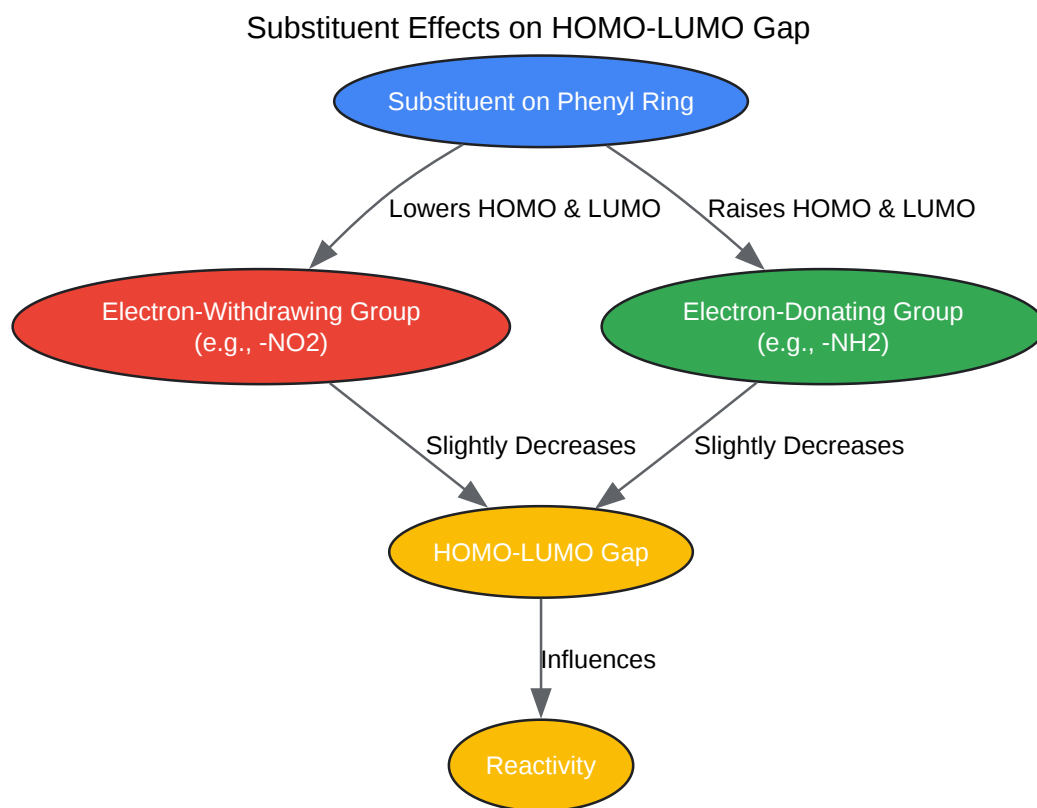 Substituent Effects on HOMO-LUMO Gap
Substituent on Phenyl Ring
Lowers HOMO & LUMO
Raises HOMO & LUMO
Electron-Withdrawing Group
(e.g., -NO2)
Electron-Donating Group
(e.g., -NH2)
Slightly Decreases
Slightly Decreases
HOMO-LUMO Gap
Influences
Reactivity